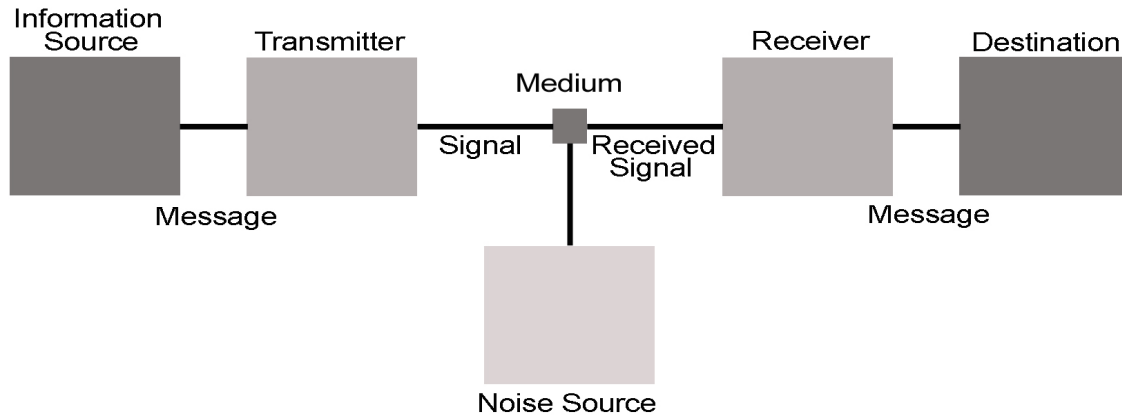 Information
Source
Transmitter
Medium
Receiver
Destination
Signal
Received
Signal
Message
Message
Noise Source